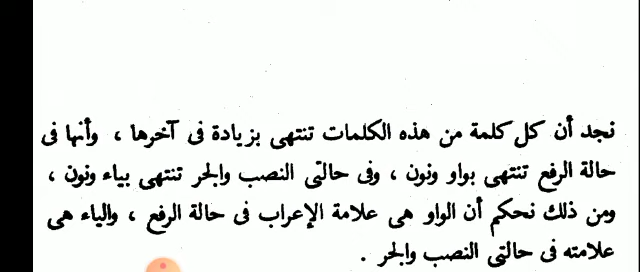 نجد أن كل كلمة من هذه الكلمات تنتهى بزيادة فى آخرها ، وأنها فى
حالة الرفع تنتهى بواو ونون ، وفى حالتى النصب والجر تنتهى بياء ونون ،
ومن ذلك نحكم أن الواو هى علامة الإعراب فى حالة الرفع ، والياء هى
علامته فى حالتى النصب والجر .